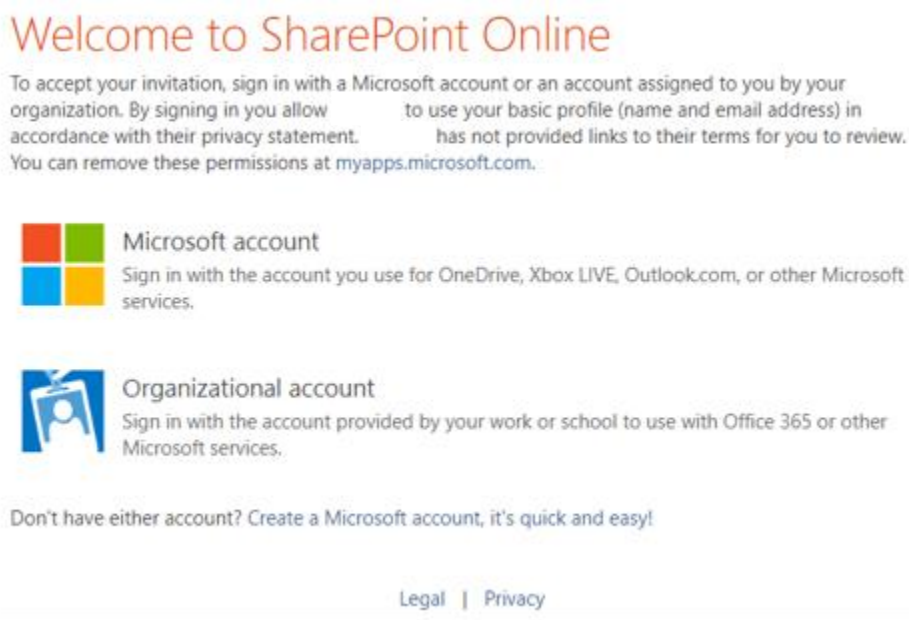 Welcome to SharePoint Online
To accept your invitation, sign in with a Microsoft account or an account assigned to you by your
organization. By signing in you allow to use your basic profile (name and email address) in
accordance with their privacy statement. has not provided links to their terms for you to review.
You can remove these permissions at myapps.microsoft.com.
Microsoft account
Sign in with the account you use for OneDrive, Xbox LIVE, Outlook.com, or other Microsoft
services.
Organizational account
Sign in with the account provided by your work or school to use with Office 365 or other
Microsoft services.
Don't have either account? Create a Microsoft account, it's quick and easy!
Legal | Privacy